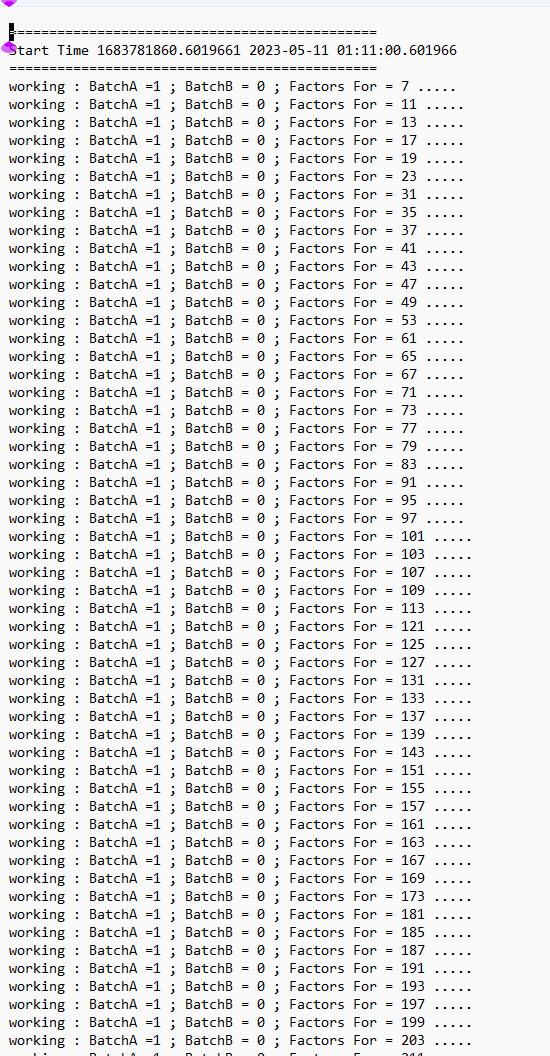 ==============================================
Start Time 1683781860.6019661 2023-05-11 01:11:00.601966
==============================================
working : BatchA =1 ; BatchB = 0 ; Factors For = 7 .....
working : BatchA =1 ; BatchB = 0 ; Factors For = 11 .....
working : BatchA =1 ; BatchB = 0 ; Factors For = 13 .....
working : BatchA =1 ; BatchB = 0 ; Factors For = 17 .....
working : BatchA =1 ; BatchB = 0 ; Factors For = 19 .....
working : BatchA =1 ; BatchB = 0 ; Factors For = 23 .....
working : BatchA =1 ; BatchB = 0 ; Factors For = 31 .....
working : BatchA =1 ; BatchB = 0 ; Factors For = 35 .....
working : BatchA =1 ; BatchB = 0 ; Factors For = 37 .....
working : BatchA =1 ; BatchB = 0 ; Factors For = 41 .....
working : BatchA =1 ; BatchB = 0 ; Factors For = 43 .....
working : BatchA =1 ; BatchB = 0 ; Factors For = 47 .....
working : BatchA =1 ; BatchB = 0 ; Factors For = 49 .....
working : BatchA =1 ; BatchB = 0 ; Factors For = 53 .....
working : BatchA =1 ; BatchB = 0 ; Factors For = 61 .....
working : BatchA =1 ; BatchB = 0 ; Factors For = 65 .....
working : BatchA =1 ; BatchB = 0 ; Factors For = 67 .....
working : BatchA =1 ; BatchB = 0 ; Factors For = 71 .....
working : BatchA =1 ; BatchB = 0 ; Factors For = 73 .....
working : BatchA =1 ; BatchB = 0 ; Factors For = 77 .....
working : BatchA =1 ; BatchB = 0 ; Factors For = 79 .....
working : BatchA =1 ; BatchB = 0 ; Factors For = 83 .....
working : BatchA =1 ; BatchB = 0 ; Factors For = 91 .....
working : BatchA =1 ; BatchB = 0 ; Factors For = 95 .....
working : BatchA =1 ; BatchB = 0 ; Factors For = 97 .....
working : BatchA =1 ; BatchB = 0 ; Factors For = 101 .....
working : BatchA =1 ; BatchB = 0 ; Factors For = 103 .....
working : BatchA =1 ; BatchB = 0 ; Factors For = 107 .....
working : BatchA =1 ; BatchB = 0 ; Factors For = 109 .....
working : BatchA =1 ; BatchB = 0 ; Factors For = 113 .....
working : BatchA =1 ; BatchB = 0 ; Factors For = 121 .....
working : BatchA =1 ; BatchB = 0 ; Factors For = 125 .....
working : BatchA =1 ; BatchB = 0 ; Factors For = 127 .....
working : BatchA =1 ; BatchB = 0 ; Factors For = 131 .....
working : BatchA =1 ; BatchB = 0 ; Factors For = 133 .....
working : BatchA =1 ; BatchB = 0 ; Factors For = 137 .....
working : BatchA =1 ; BatchB = 0 ; Factors For = 139 .....
working : BatchA =1 ; BatchB = 0 ; Factors For = 143 .....
working : BatchA =1 ; BatchB = 0 ; Factors For = 151 .....
working : BatchA =1 ; BatchB = 0 ; Factors For = 155 .....
working : BatchA =1 ; BatchB = 0 ; Factors For = 157 .....
working : BatchA =1 ; BatchB = 0 ; Factors For = 161 .....
working : BatchA =1 ; BatchB = 0 ; Factors For = 163 .....
working : BatchA =1 ; BatchB = 0 ; Factors For = 167 .....
working : BatchA =1 ; BatchB = 0 ; Factors For = 169 .....
working : BatchA =1 ; BatchB = 0 ; Factors For = 173 .....
working : BatchA =1 ; BatchB = 0 ; Factors For = 181 .....
working : BatchA =1 ; BatchB = 0 ; Factors For = 185 .....
working : BatchA =1 ; BatchB = 0 ; Factors For = 187 .....
working : BatchA =1 ; BatchB = 0 ; Factors For = 191 .....
working : BatchA =1 ; BatchB = 0 ; Factors For = 193 .....
working : BatchA =1 ; BatchB = 0 ; Factors For = 197 .....
working : BatchA =1 ; BatchB = 0 ; Factors For = 199 .....
working : BatchA =1 ; BatchB = 0 ; Factors For = 203 .....